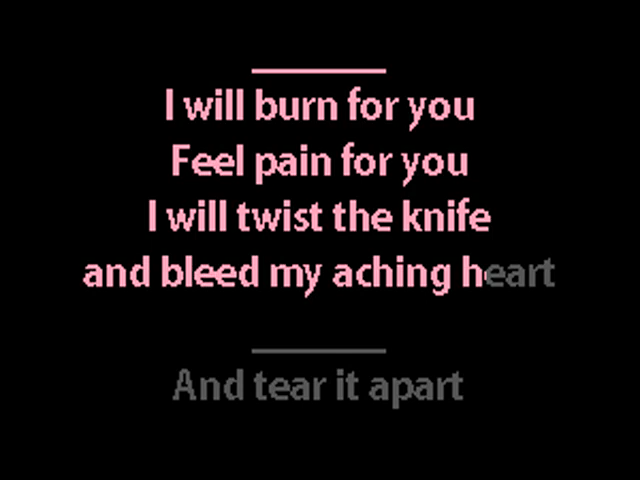 I will burn for you
Feel pain for you
I will twist the knife
and bleed my aching heart
And tear it apart